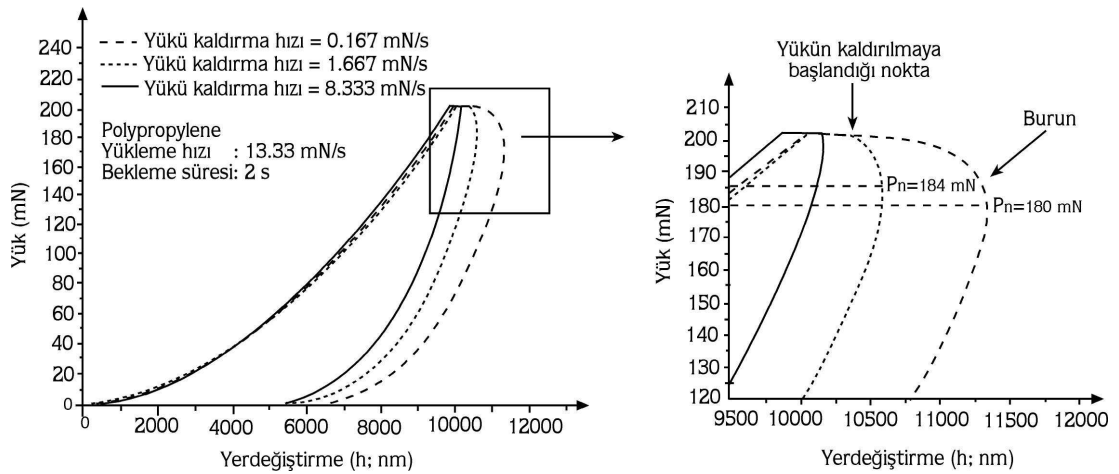 240
220
200
180
160
140
120
100
80
60
40
20
0
Yük (mN)
Yükü kaldırma hızı = 0.167 mN/s
Yükü kaldırma hızı = 1.667 mN/s
Yükü kaldırma hızı = 8.333 mN/s
Polypropylene
Yükleme hızı : 13.33 mN/s
Bekleme süresi: 2 s
0 2000 4000 6000 8000 10000 12000
Yerdeğiştirme (h; nm)
Yükün kaldırılmaya
başlandığı nokta
Burun
210
200
190
180
170
160
150
140
130
120
Yük (mN)
Pn=184 mN
Pn=180 mN
9500 10000 10500 11000 11500 12000
Yerdeğiştirme (h; nm)